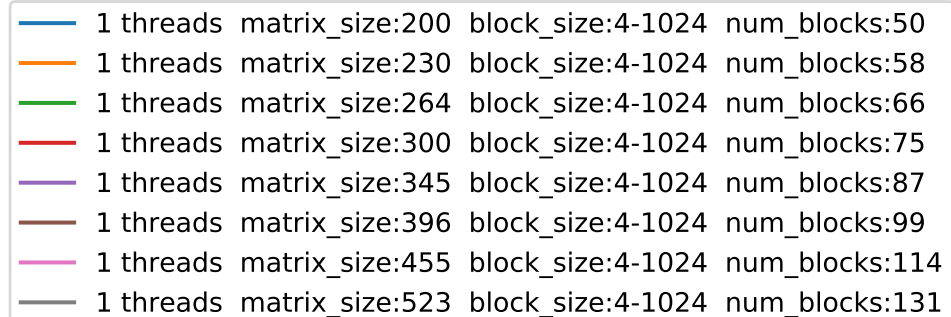 1 threads matrix_size:200 block_size:4-1024 num_blocks:50
1 threads matrix_size:230 block_size:4-1024 num_blocks:58
1 threads matrix_size:264 block_size:4-1024 num_blocks:66
1 threads matrix_size:300 block_size:4-1024 num_blocks:75
1 threads matrix_size:345 block_size:4-1024 num_blocks:87
1 threads matrix_size:396 block_size:4-1024 num_blocks:99
1 threads matrix_size:455 block_size:4-1024 num_blocks:114
1 threads matrix_size:523 block_size:4-1024 num_blocks:131